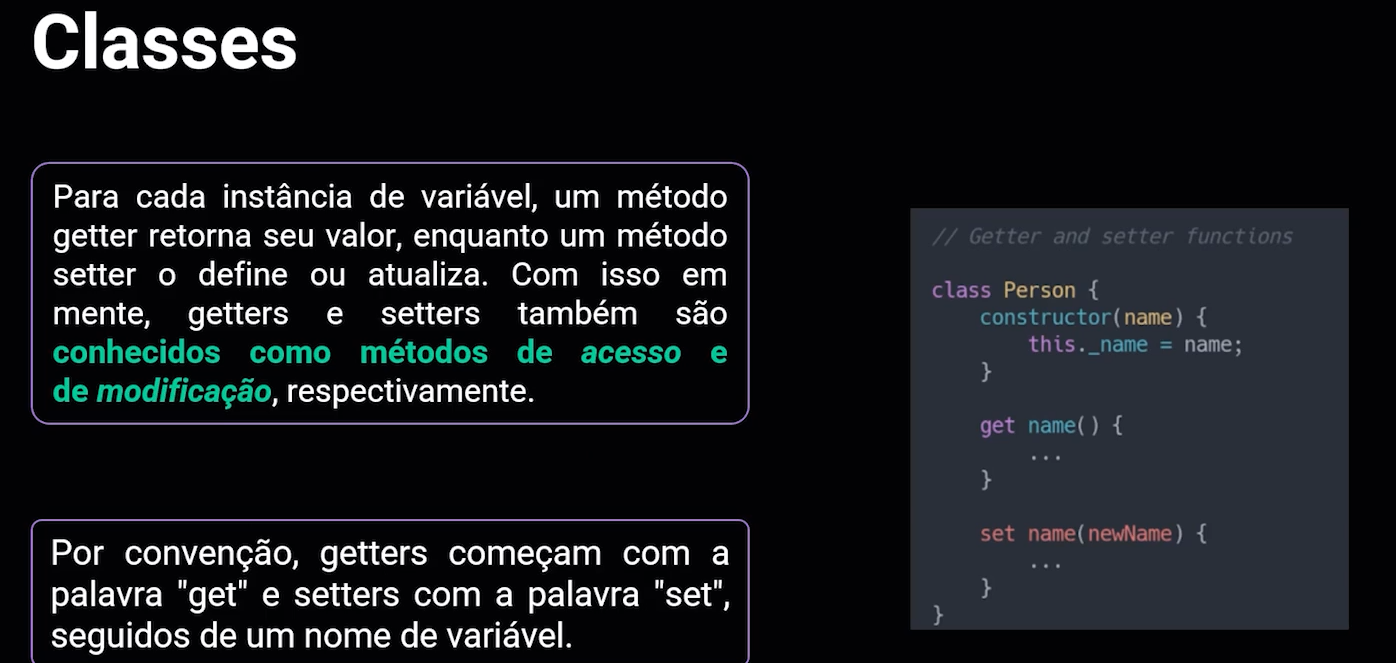 Classes
Para cada instância de variável, um método
getter retorna seu valor, enquanto um método
setter o define ou atualiza. Com isso em
mente, getters e setters também são
conhecidos como métodos de acesso e
de modificação, respectivamente.
Por convenção, getters começam com a
palavra "get" e setters com a palavra "set",
seguidos de um nome de variável.
// Getter and setter functions
class Person {
constructor(name) {
this._name = name;
}
get name() {
...
}
set name(newName) {
...
}
}